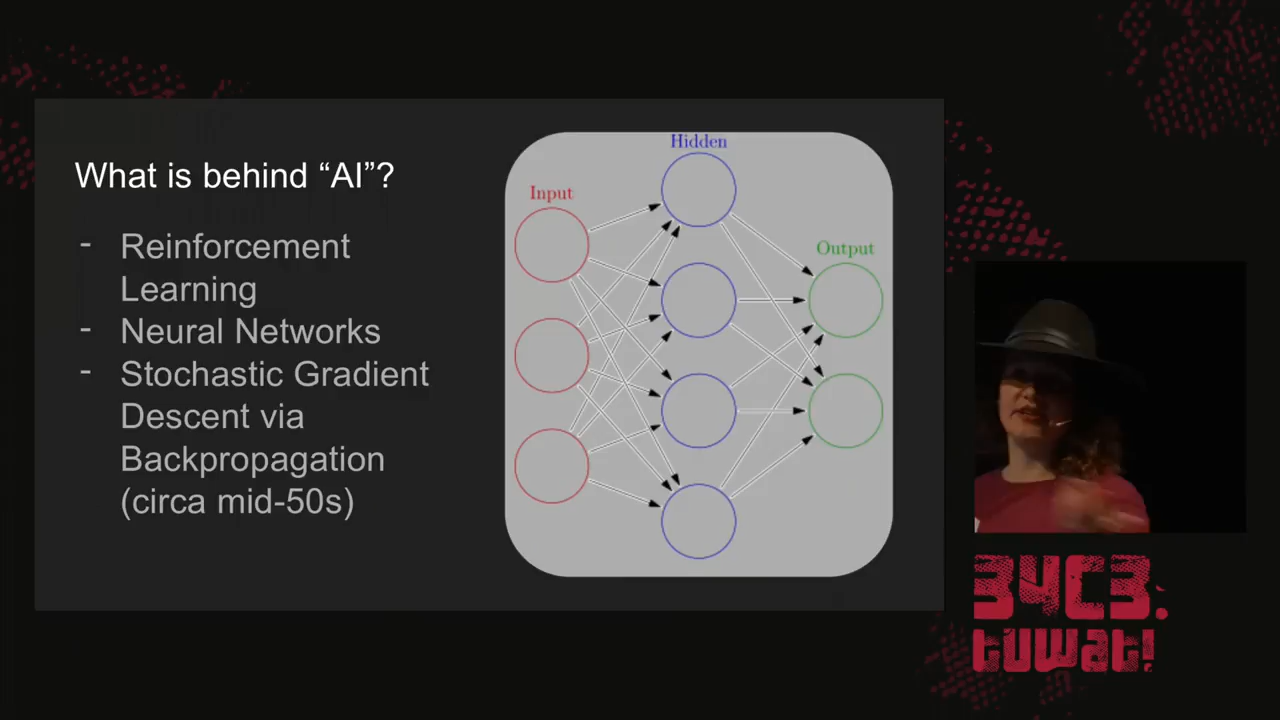 What is behind “AI”?
- Reinforcement
Learning
- Neural Networks
- Stochastic Gradient
Descent via
Backpropagation
(circa mid-50s)
Hidden
Input
Output
34C3.
tuwat!